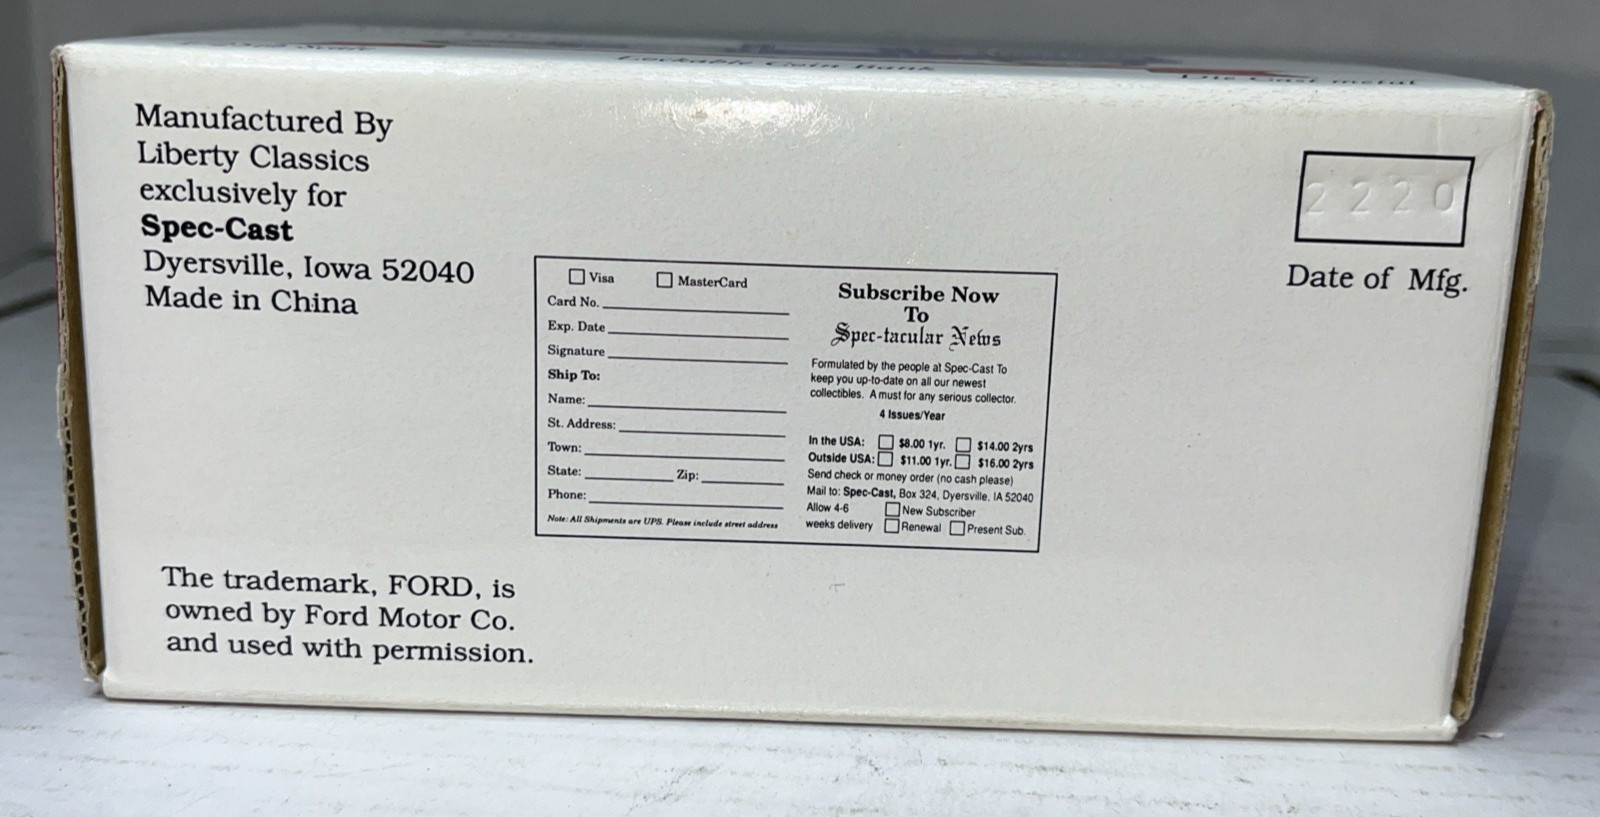 Lockable Coin Bank
Die Cast metal
Manufactured By
Liberty Classics
exclusively for
Spec-Cast
Dyersville, Iowa 52040
Made in China
2220
Date of Mfg.
Visa MasterCard
Card No.
Exp. Date
Signature
Ship To:
Name:
St. Address:
Town:
State: Zip:
Phone:
Note: All Shipments are UPS. Please include street address
Subscribe Now
To
Spec-tacular News
Formulated by the people at Spec-Cast To
keep you up-to-date on all our newest
collectibles. A must for any serious collector.
4 Issues/Year
In the USA: $8.00 1yr. $14.00 2yrs
Outside USA: $11.00 1yr. $16.00 2yrs
Send check or money order (no cash please)
Mail to: Spec-Cast, Box 324, Dyersville, IA 52040
Allow 4-6 New Subscriber
weeks delivery Renewal Present Sub.
The trademark, FORD, is
owned by Ford Motor Co.
and used with permission.